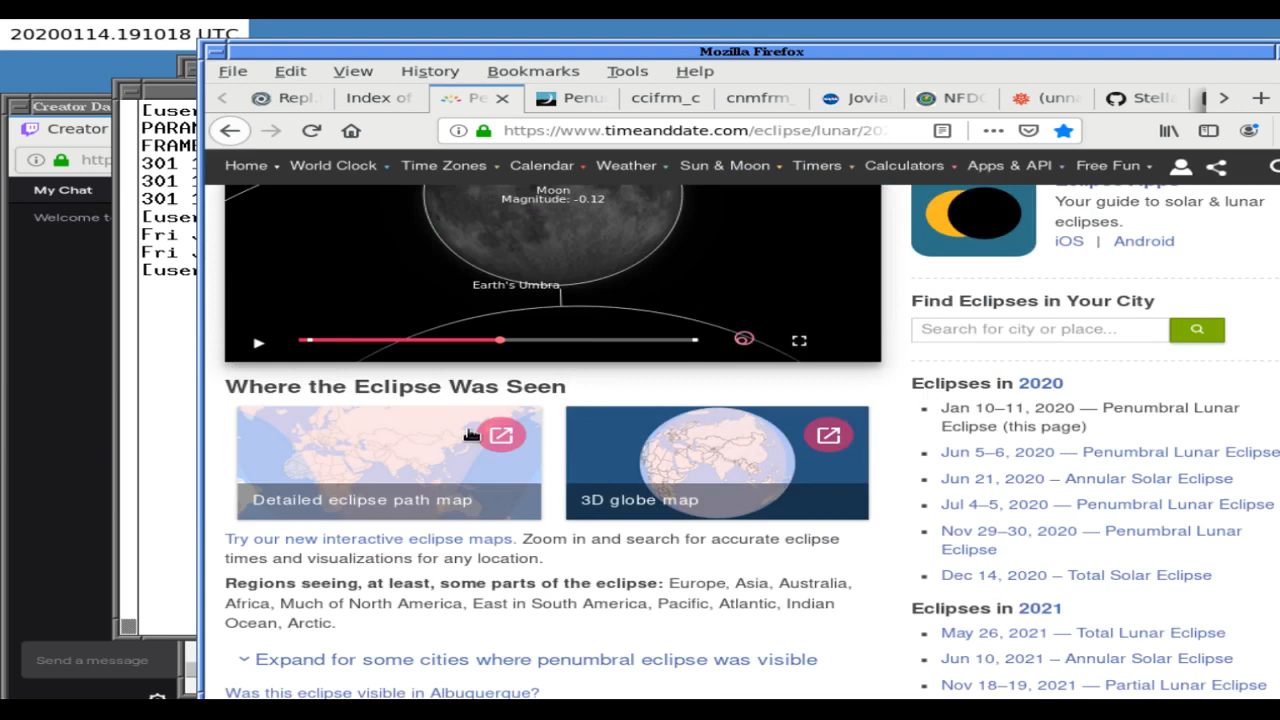 20200114.191018 UTC
Mozilla Firefox
File Edit View History Bookmarks Tools Help
Creator Da
Repl. Index of Pe Penu ccifrm_c cnmfrm_ Jovia NFDC (unn Stella
Creator
https://www.timeanddate.com/eclipse/lunar/20
http
My Chat
Welcome to
[user
PARAM
FRAME
301 1
301 1
301 1
[user
Fri J
Fri J
[user
Send a message
Home World Clock Time Zones Calendar Weather Sun & Moon Timers Calculators Apps & API Free Fun
Moon
Magnitude: -0.12
Earth's Umbra
Where the Eclipse Was Seen
Detailed eclipse path map
3D globe map
Try our new interactive eclipse maps. Zoom in and search for accurate eclipse
times and visualizations for any location.
Regions seeing, at least, some parts of the eclipse: Europe, Asia, Australia,
Africa, Much of North America, East in South America, Pacific, Atlantic, Indian
Ocean, Arctic.
Expand for some cities where penumbral eclipse was visible
Was this eclipse visible in Albuquerque?
Your guide to solar & lunar
eclipses.
iOS | Android
Find Eclipses in Your City
Search for city or place...
Eclipses in 2020
Jan 10–11, 2020 — Penumbral Lunar
Eclipse (this page)
Jun 5–6, 2020 — Penumbral Lunar Eclipse
Jun 21, 2020 – Annular Solar Eclipse
Jul 4–5, 2020 — Penumbral Lunar Eclipse
Nov 29–30, 2020 — Penumbral Lunar
Eclipse
Dec 14, 2020 – Total Solar Eclipse
Eclipses in 2021
May 26, 2021 — Total Lunar Eclipse
Jun 10, 2021 – Annular Solar Eclipse
Nov 18–19, 2021 — Partial Lunar Eclipse